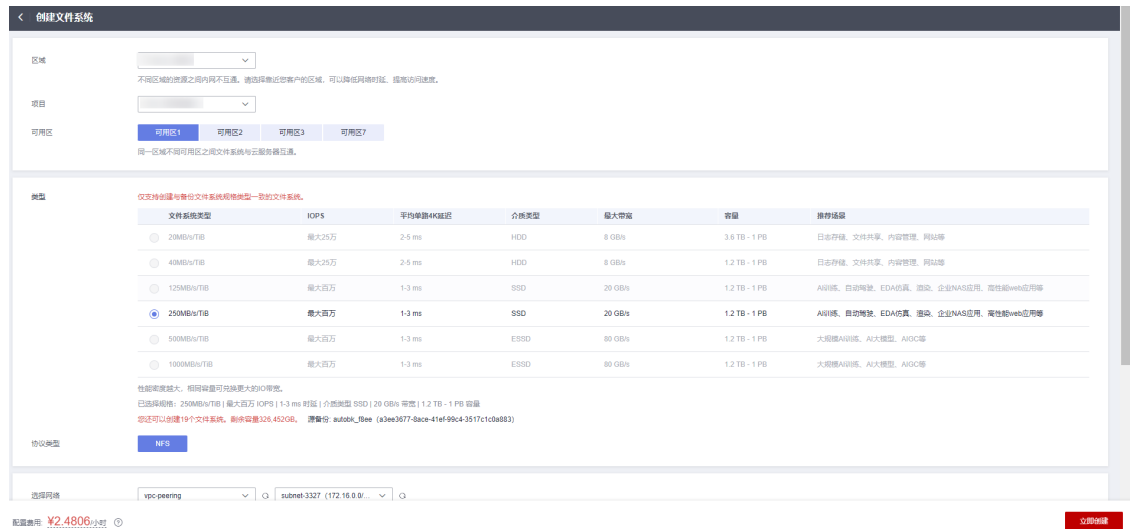 创建文件系统
区域
不同区域的资源之间内网不互通。请选择靠近您客户的区域，可以降低网络时延、提高访问速度。
项目
可用区 可用区1 可用区2 可用区3 可用区7
同一区域不同可用区之间文件系统与云服务器互通。
类型 仅支持创建与备份文件系统规格类型一致的文件系统。
文件系统类型 IOPS 平均单路4K延迟 介质类型 最大带宽 容量 推荐场景
20MB/s/TiB 最大25万 2-5 ms HDD 8 GB/s 3.6 TB - 1 PB 日志存储、文件共享、内容管理、网站等
40MB/s/TiB 最大25万 2-5 ms HDD 8 GB/s 1.2 TB - 1 PB 日志存储、文件共享、内容管理、网站等
125MB/s/TiB 最大百万 1-3 ms SSD 20 GB/s 1.2 TB - 1 PB AI训练、自动驾驶、EDA仿真、渲染、企业NAS应用、高性能web应用等
250MB/s/TiB 最大百万 1-3 ms SSD 20 GB/s 1.2 TB - 1 PB AI训练、自动驾驶、EDA仿真、渲染、企业NAS应用、高性能web应用等
500MB/s/TiB 最大百万 1-3 ms ESSD 80 GB/s 1.2 TB - 1 PB 大规模AI训练、AI大模型、AIGC等
1000MB/s/TiB 最大百万 1-3 ms ESSD 80 GB/s 1.2 TB - 1 PB 大规模AI训练、AI大模型、AIGC等
性能密度越大，相同容量可兑换更大的IO带宽。
已选择规格：250MB/s/TiB | 最大百万 IOPS | 1-3 ms 时延 | 介质类型 SSD | 20 GB/s 带宽 | 1.2 TB - 1 PB 容量
您还可以创建19个文件系统。剩余容量326,452GB。 源备份: autobk_f8ee（a3ee3677-8ace-41ef-99c4-3517c1c0a883）
协议类型 NFS
选择网络 vpc-peering subnet-3327（172.16.0.0/...
配置费用 ¥2.4806/小时 立即创建